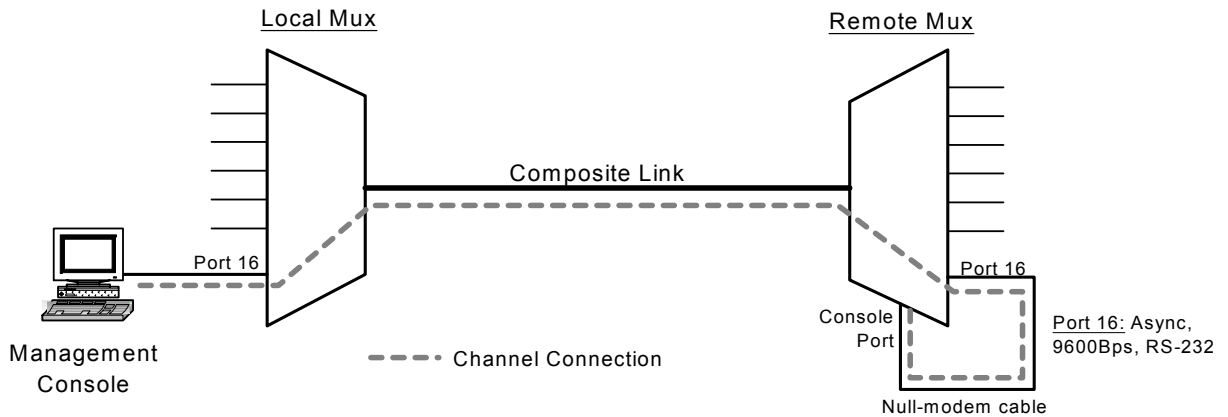 Local Mux
Remote Mux
Composite Link
Port 16
Port 16
Console
Port
Port 16: Async,
9600Bps, RS-232
Management
Console
Channel Connection
Null-modem cable